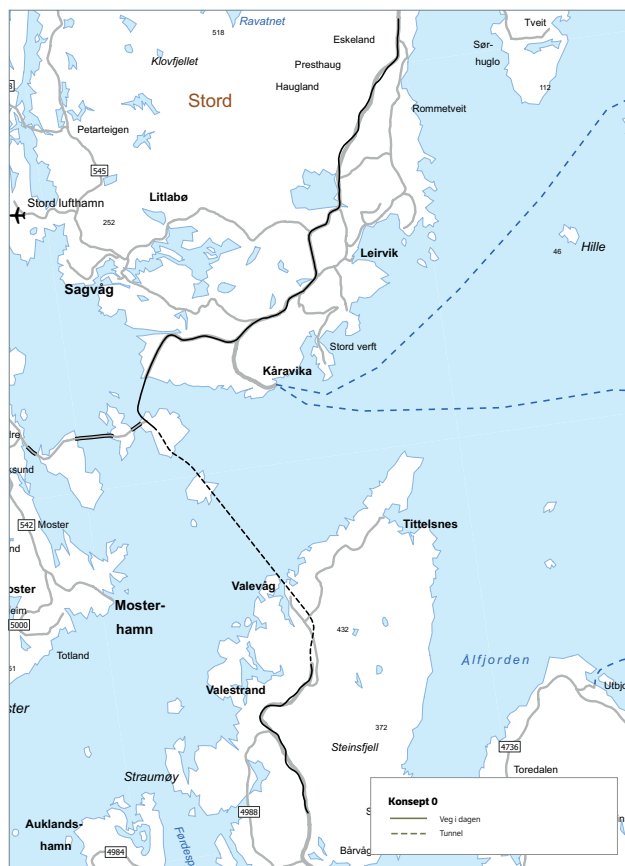 518
Ravatnet
Eskeland
Tveit
Sør-
huglo
Klovfjellet
Presthaug
Haugland
112
Stord
Rommetveit
Petarteigen
545
Litlabø
Stord lufthamn
252
Leirvik
Hille
46
Sagvåg
Stord verft
Kåravika
542
Moster
Tittelsnes
Valevåg
Moster-
hamn
5000
432
Totland
Ålfjorden
Valestrand
372
Steinsfjell
4736
Toredalen
Straumøy
4988
Auklands-
hamn
4984
Bårvåg
Konsept 0
Veg i dagen
Tunnel